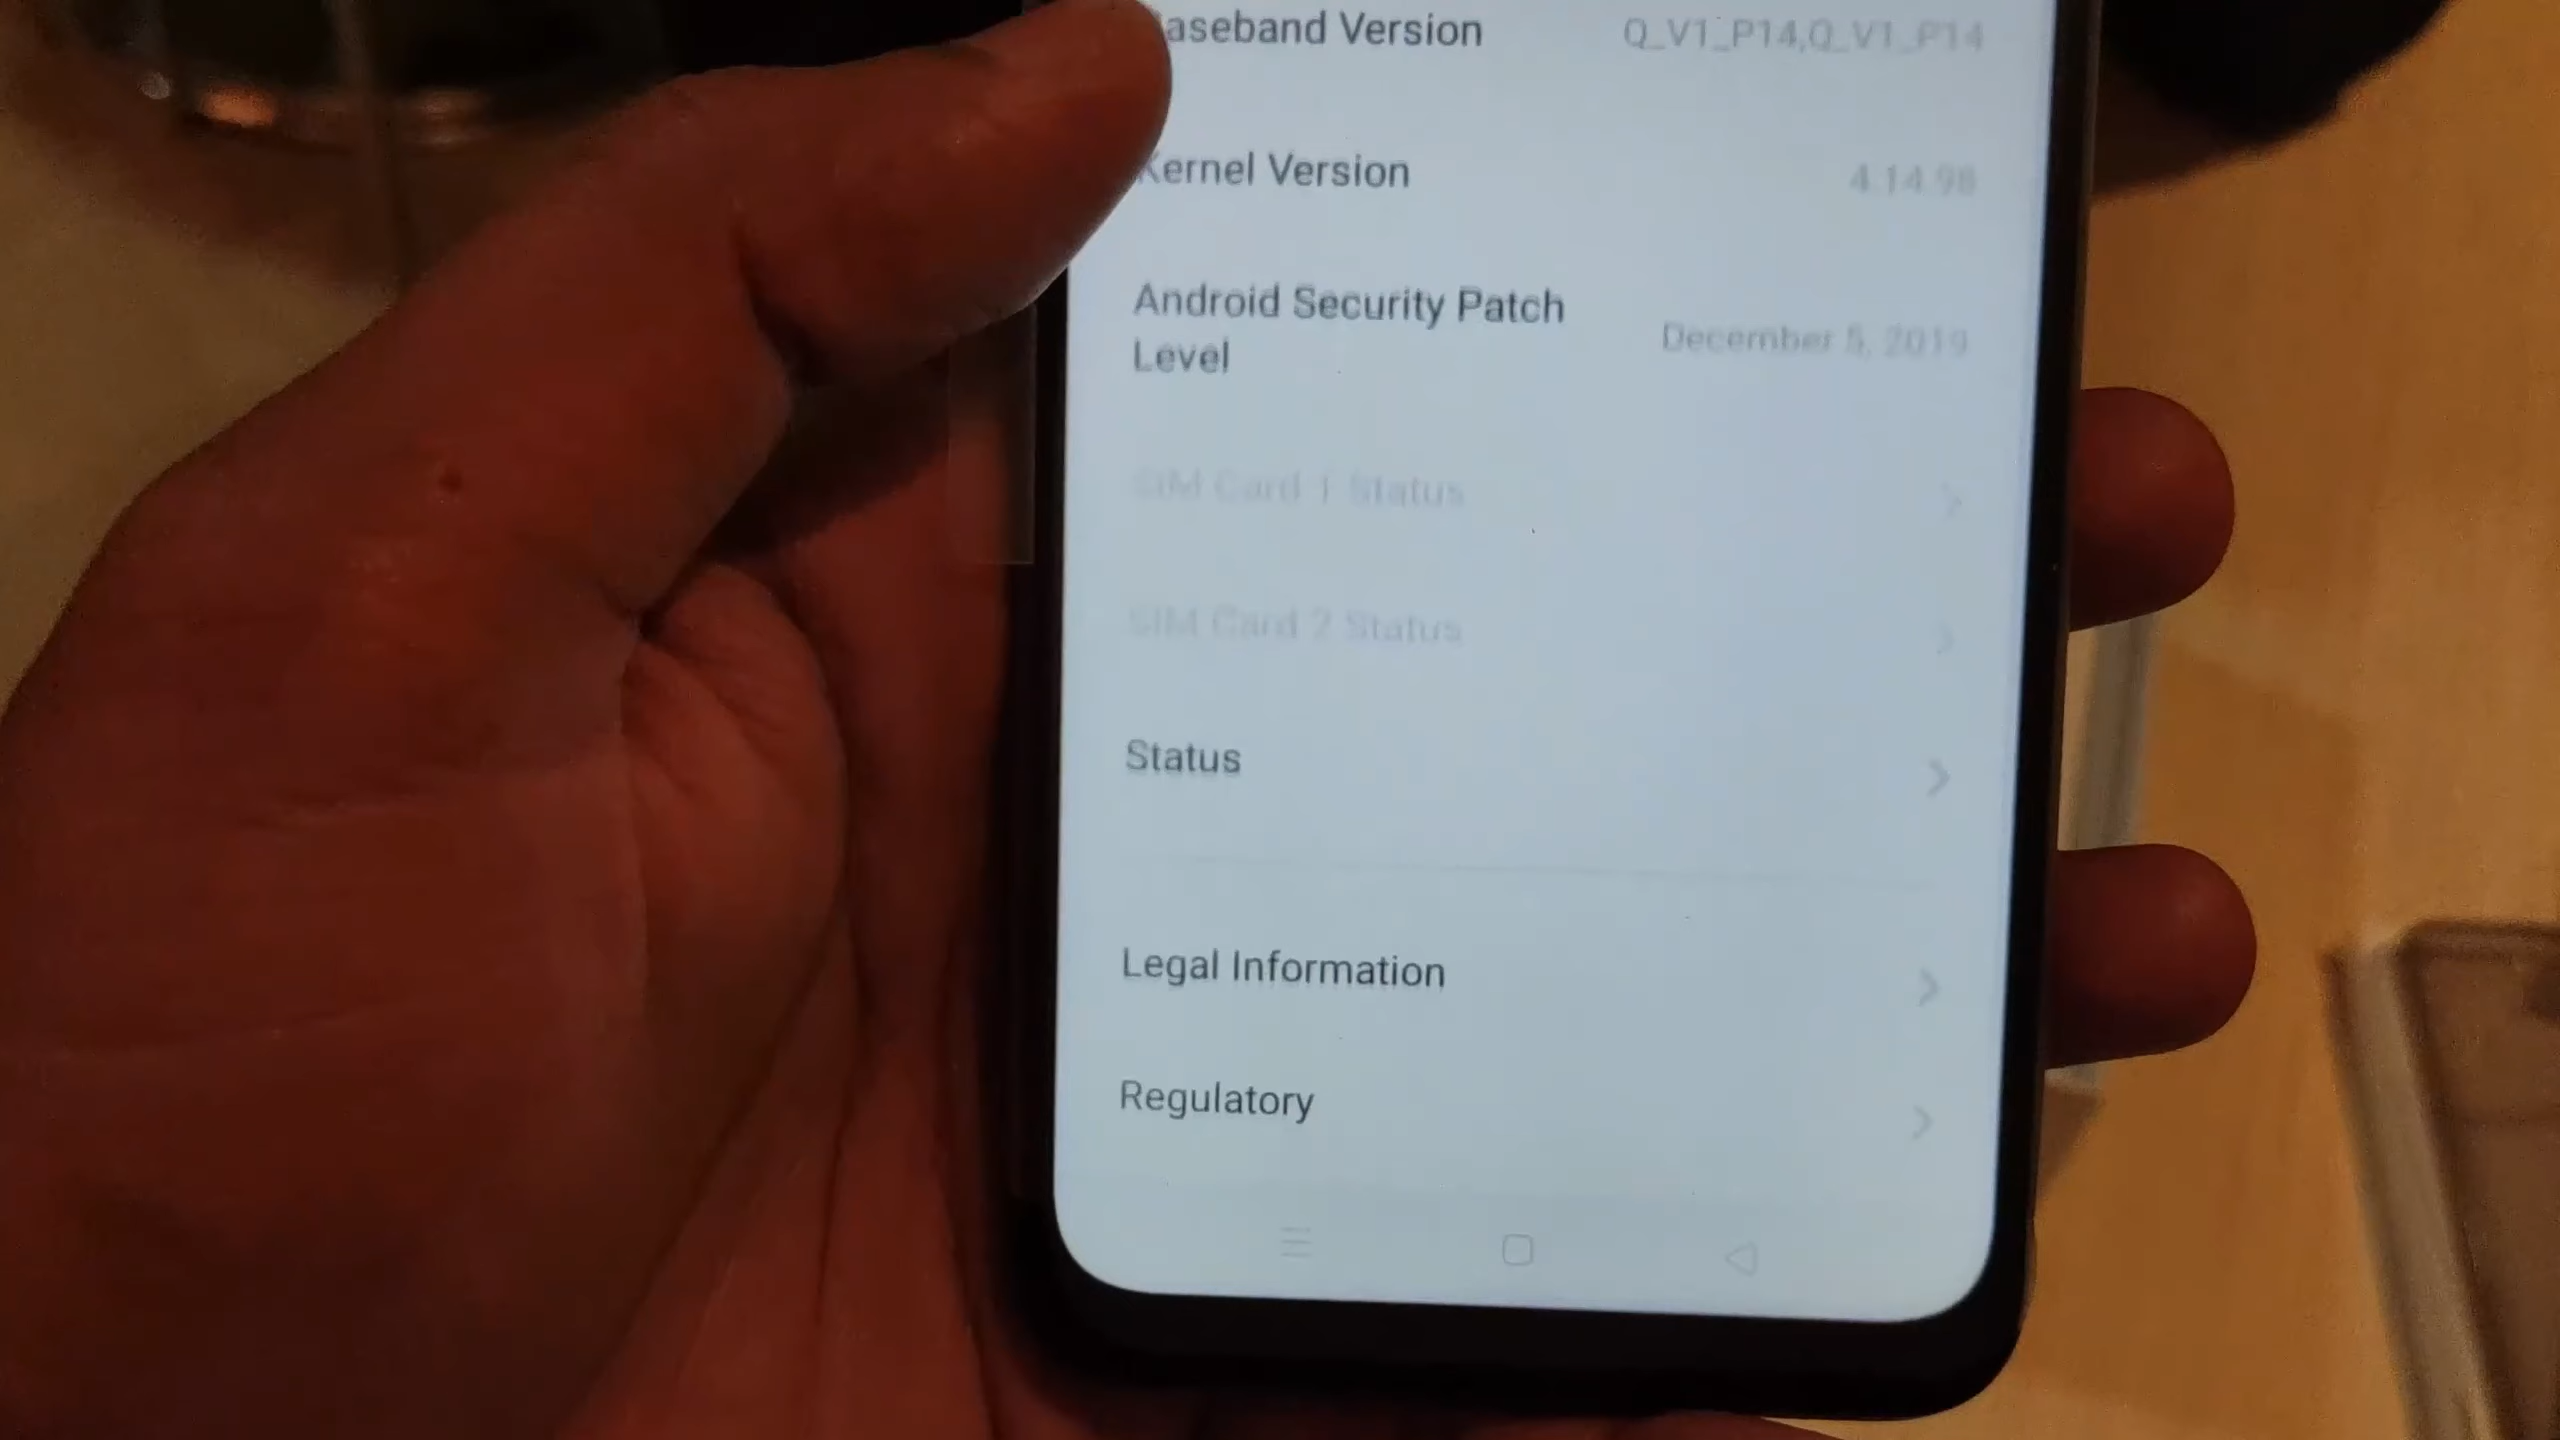 aseband Version Q_V1_P14,Q_V1_P14
Kernel Version 4.14.98
Android Security Patch
Level December 5, 2019
SIM Card 1 Status
SIM Card 2 Status
Status
Legal Information
Regulatory